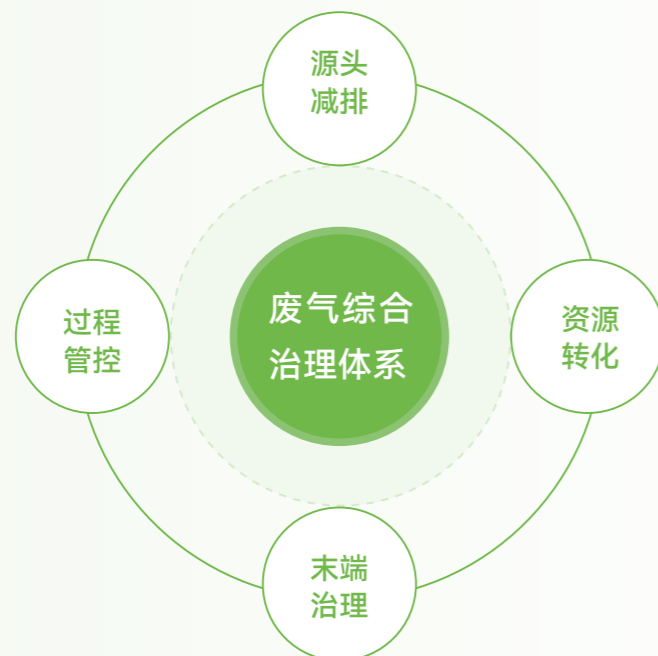 源头
减排
过程
管控
废气综合
治理体系
资源
转化
末端
治理